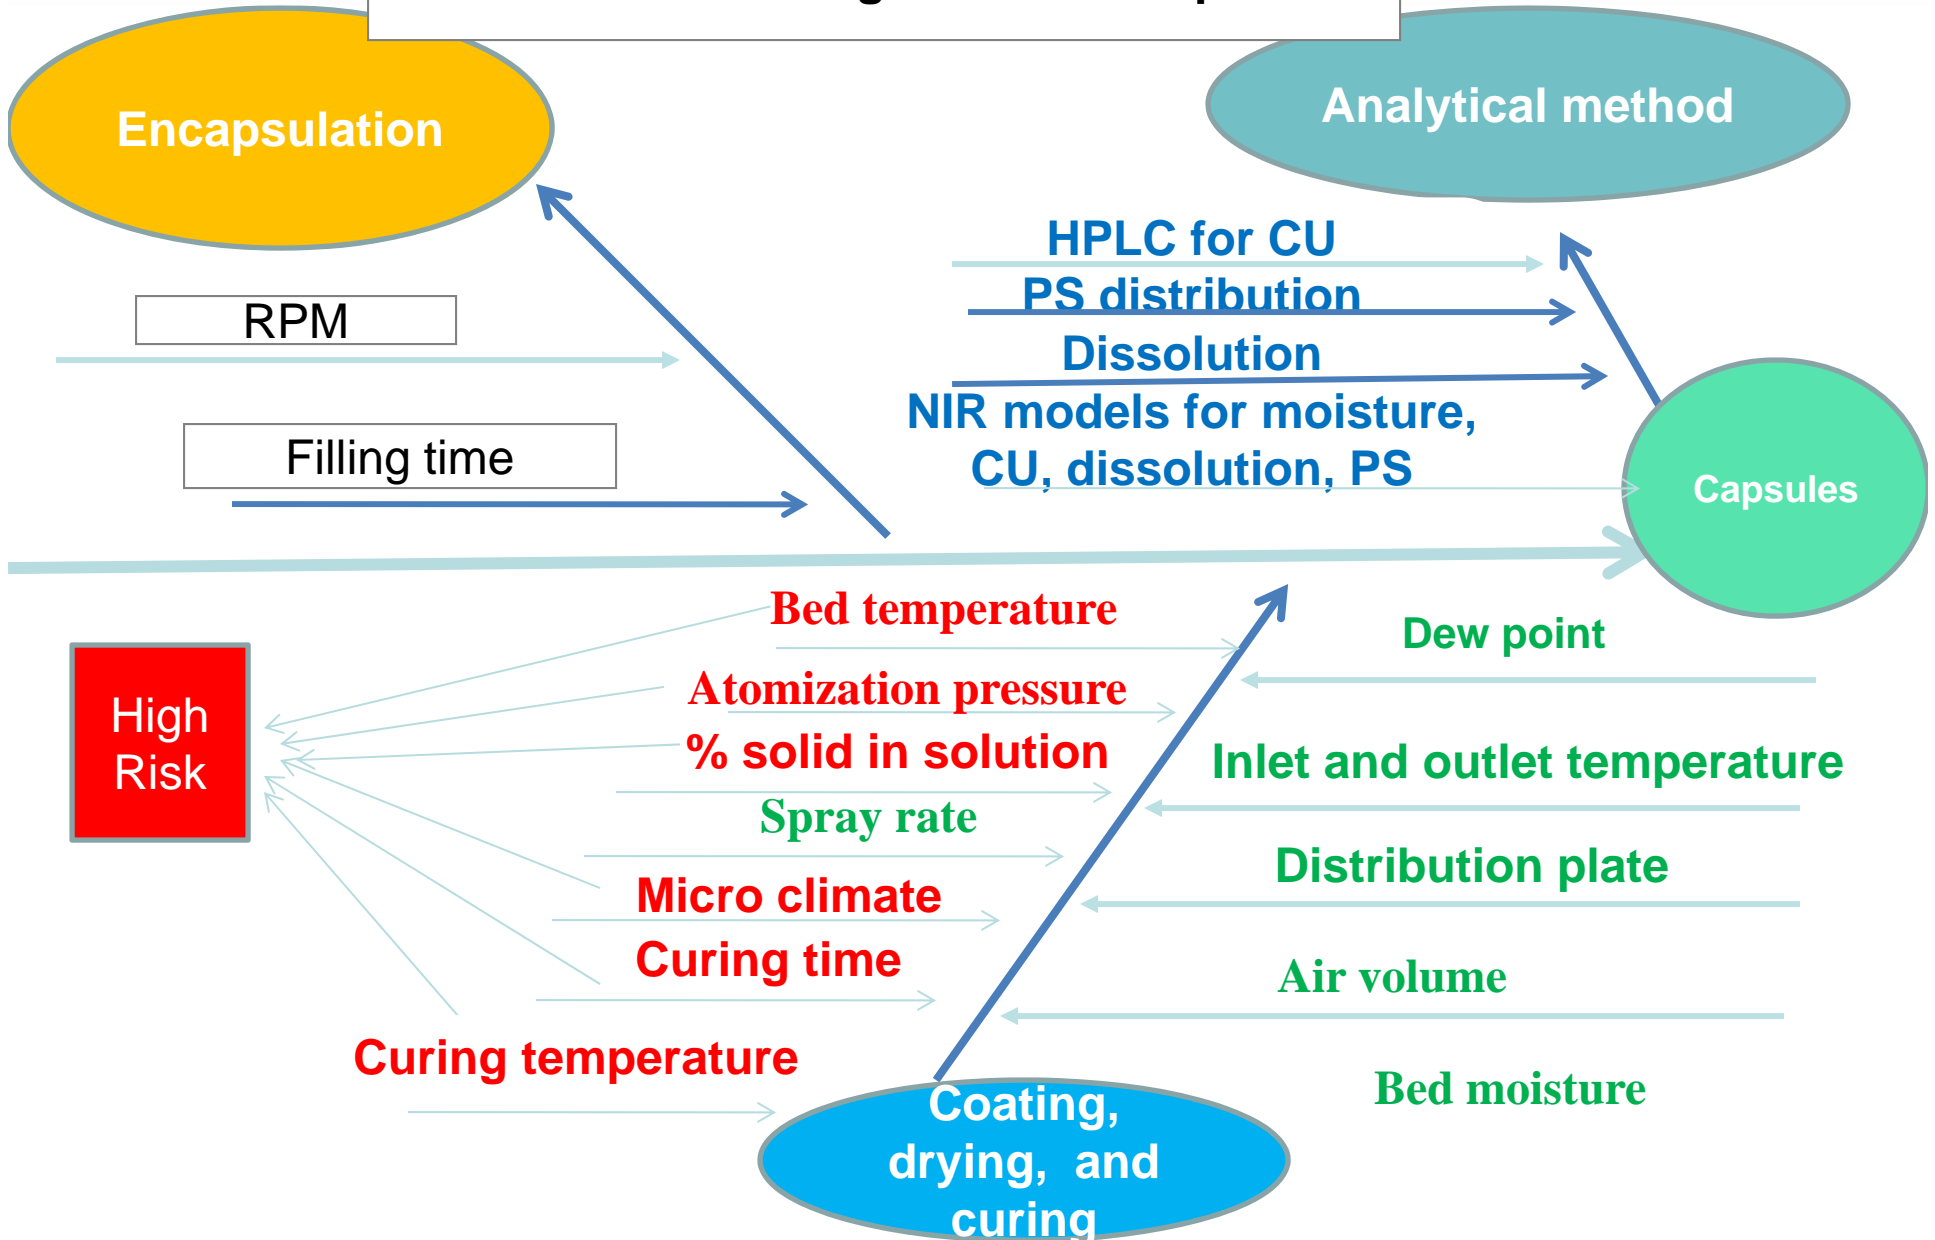 Encapsulation
Analytical method
HPLC for CU
PS distribution
RPM
Dissolution
NIR models for moisture,
CU, dissolution, PS
Filling time
Capsules
Bed temperature
Dew point
Atomization pressure
High
Risk
% solid in solution
Inlet and outlet temperature
Spray rate
Distribution plate
Micro climate
Curing time
Air volume
Curing temperature
Bed moisture
Coating,
drying, and
curing